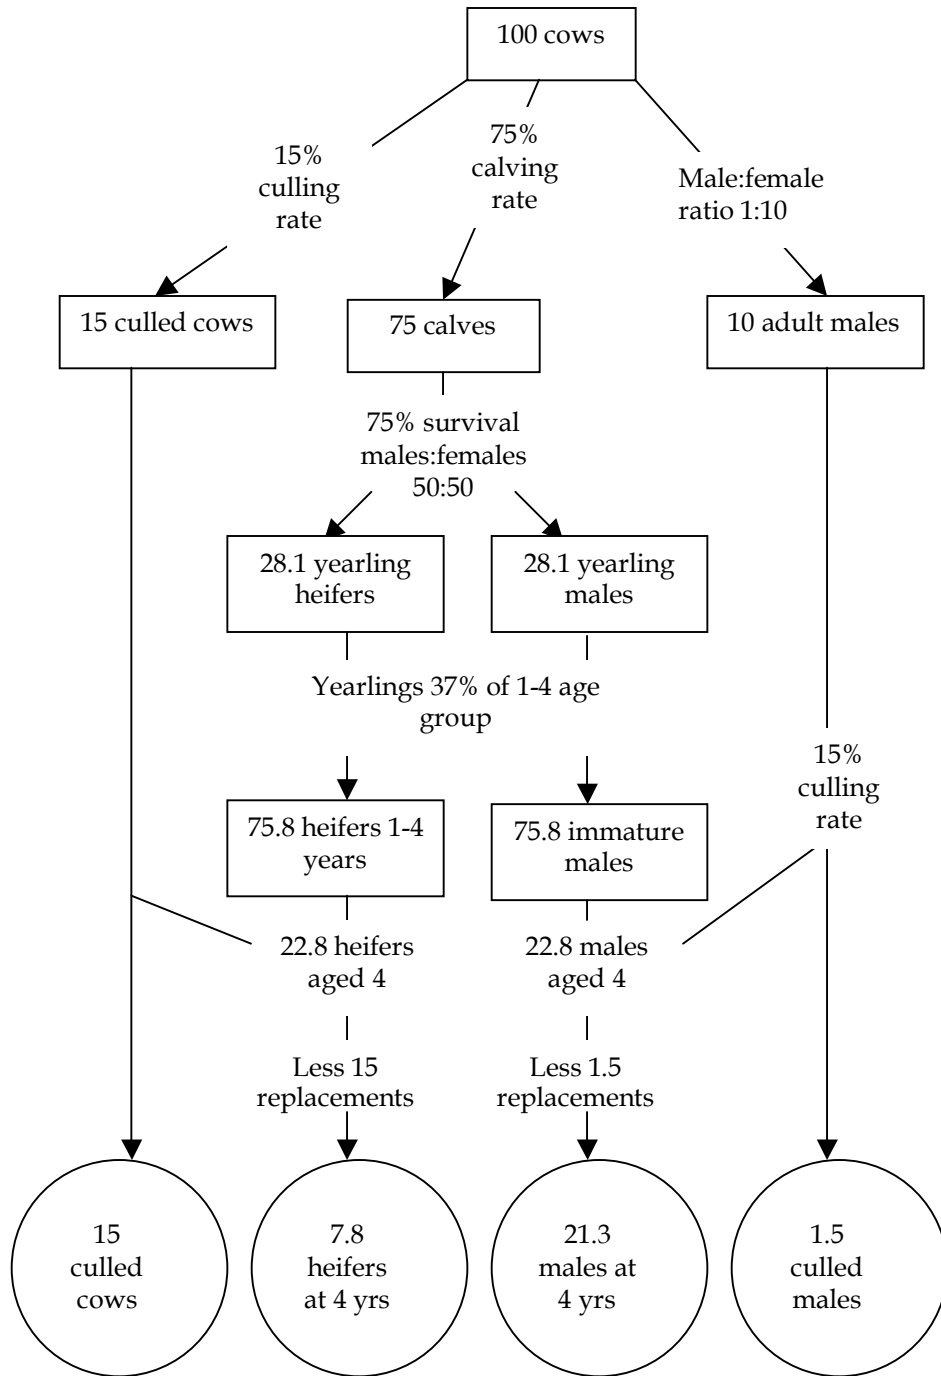 100 cows
15%
culling
rate
75%
calving
rate
Male:female
ratio 1:10
15 culled cows
75 calves
10 adult males
75% survival
males:females
50:50
28.1 yearling
heifers
28.1 yearling
males
Yearlings 37% of 1-4 age
group
15%
culling
rate
75.8 heifers 1-4
years
75.8 immature
males
22.8 heifers
aged 4
22.8 males
aged 4
Less 15
replacements
Less 1.5
replacements
15
culled
cows
7.8
heifers
at 4 yrs
21.3
males at
4 yrs
1.5
culled
males